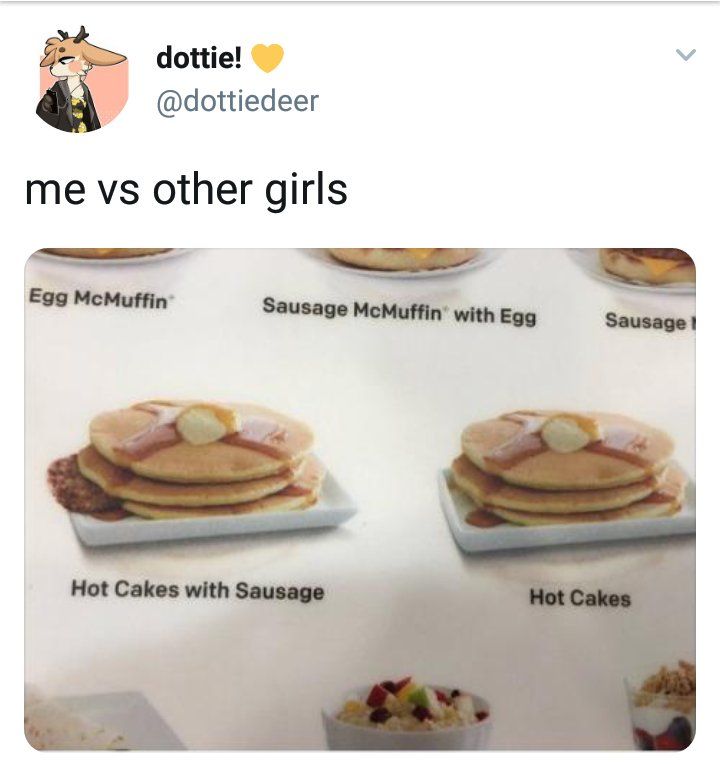 dottie! 💛
@dottiedeer
me vs other girls
Egg McMuffin®
Sausage McMuffin® with Egg
Sausage
Hot Cakes with Sausage
Hot Cakes